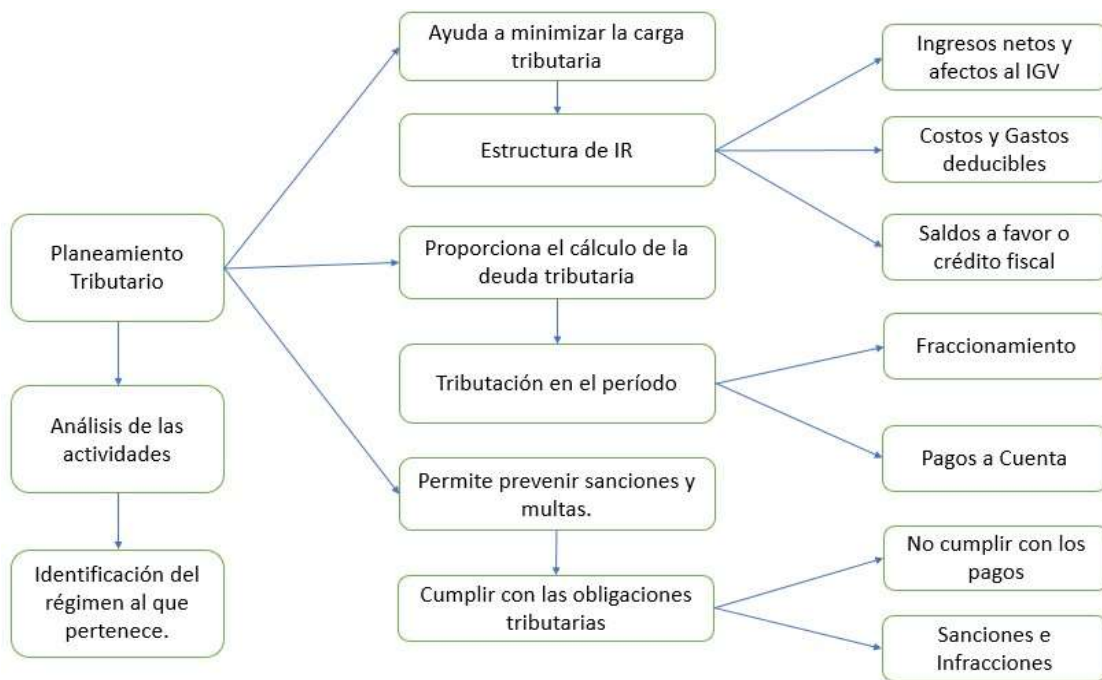 Planeamiento
Tributario
Análisis de las
actividades
Identificación del
régimen al que
pertenece.
Ayuda a minimizar la carga
tributaria
Estructura de IR
Ingresos netos y
afectos al IGV
Costos y Gastos
deducibles
Saldos a favor o
crédito fiscal
Proporciona el cálculo de la
deuda tributaria
Tributación en el período
Fraccionamiento
Pagos a Cuenta
Permite prevenir sanciones y
multas.
Cumplir con las obligaciones
tributarias
No cumplir con los
pagos
Sanciones e
Infracciones